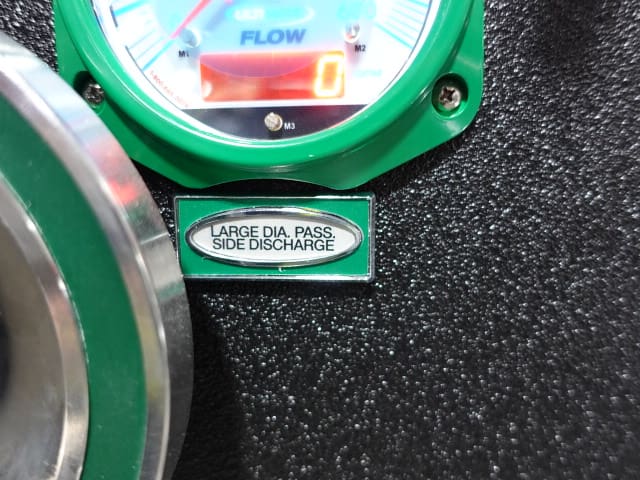 FLOW
M1
M2
0
M3
LARGE DIA. PASS.
SIDE DISCHARGE